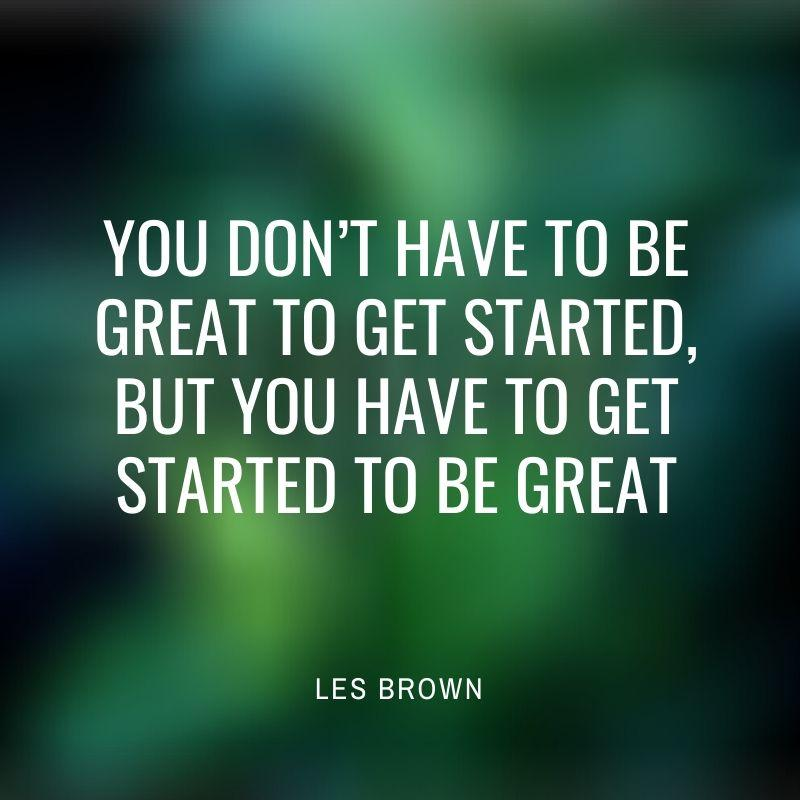 YOU DON’T HAVE TO BE
GREAT TO GET STARTED,
BUT YOU HAVE TO GET
STARTED TO BE GREAT
LES BROWN